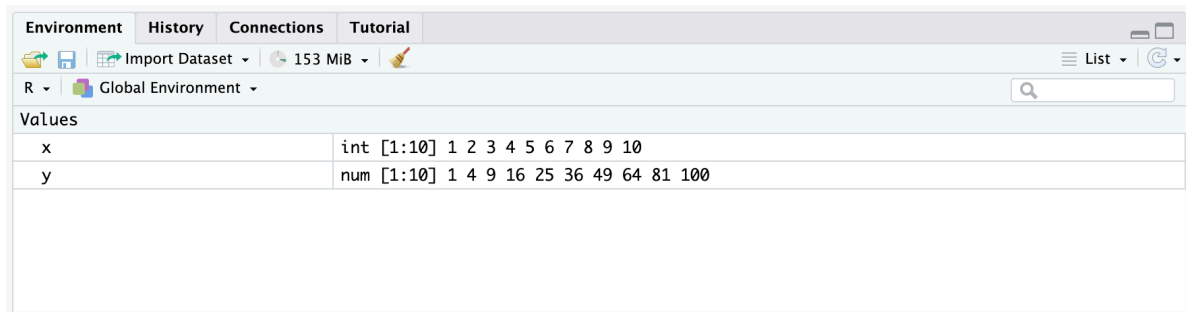 Environment History Connections Tutorial
Import Dataset 153 MiB List
R Global Environment
Values
x int [1:10] 1 2 3 4 5 6 7 8 9 10
y num [1:10] 1 4 9 16 25 36 49 64 81 100